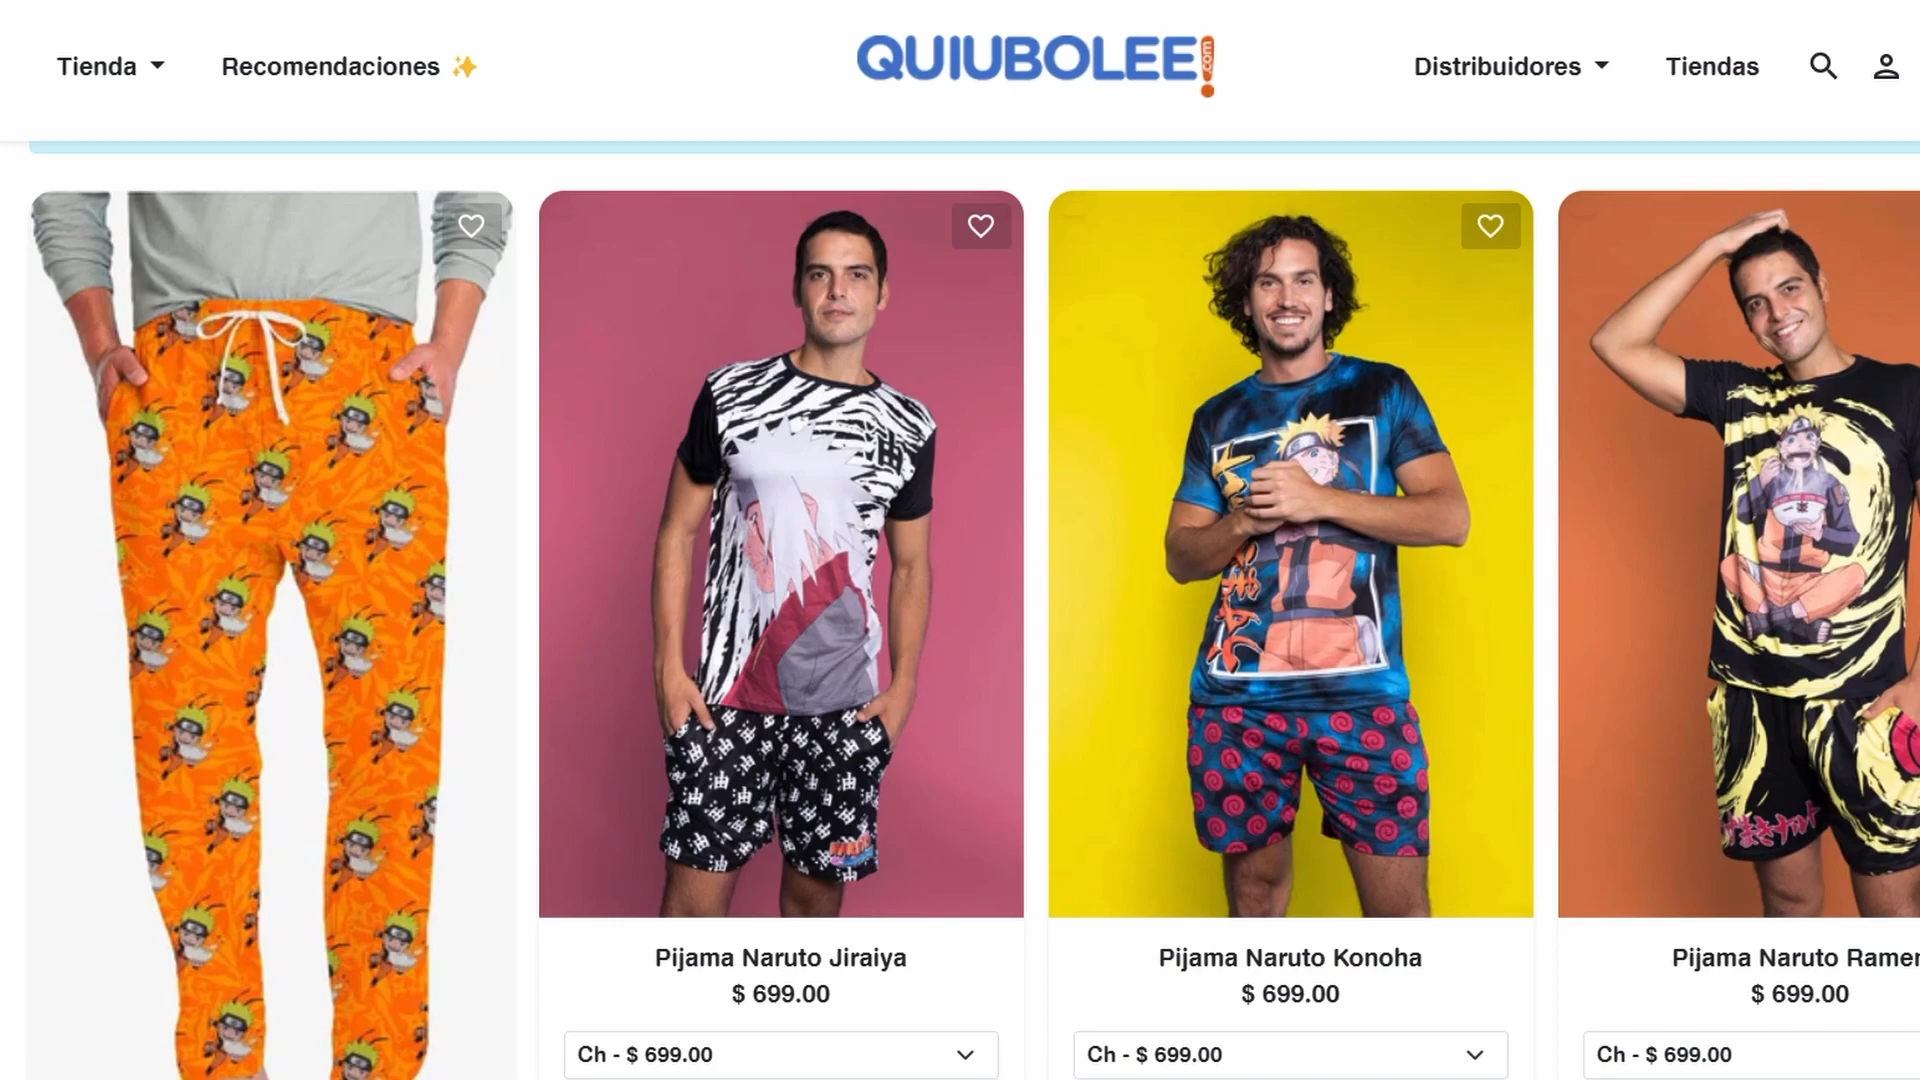 Tienda
Recomendaciones ✨
QUIUBOLEE!
.com
Distribuidores
Tiendas
Pijama Naruto Jiraiya
$ 699.00
Ch - $ 699.00
Pijama Naruto Konoha
$ 699.00
Ch - $ 699.00
Pijama Naruto Ramen
$ 699.00
Ch - $ 699.00